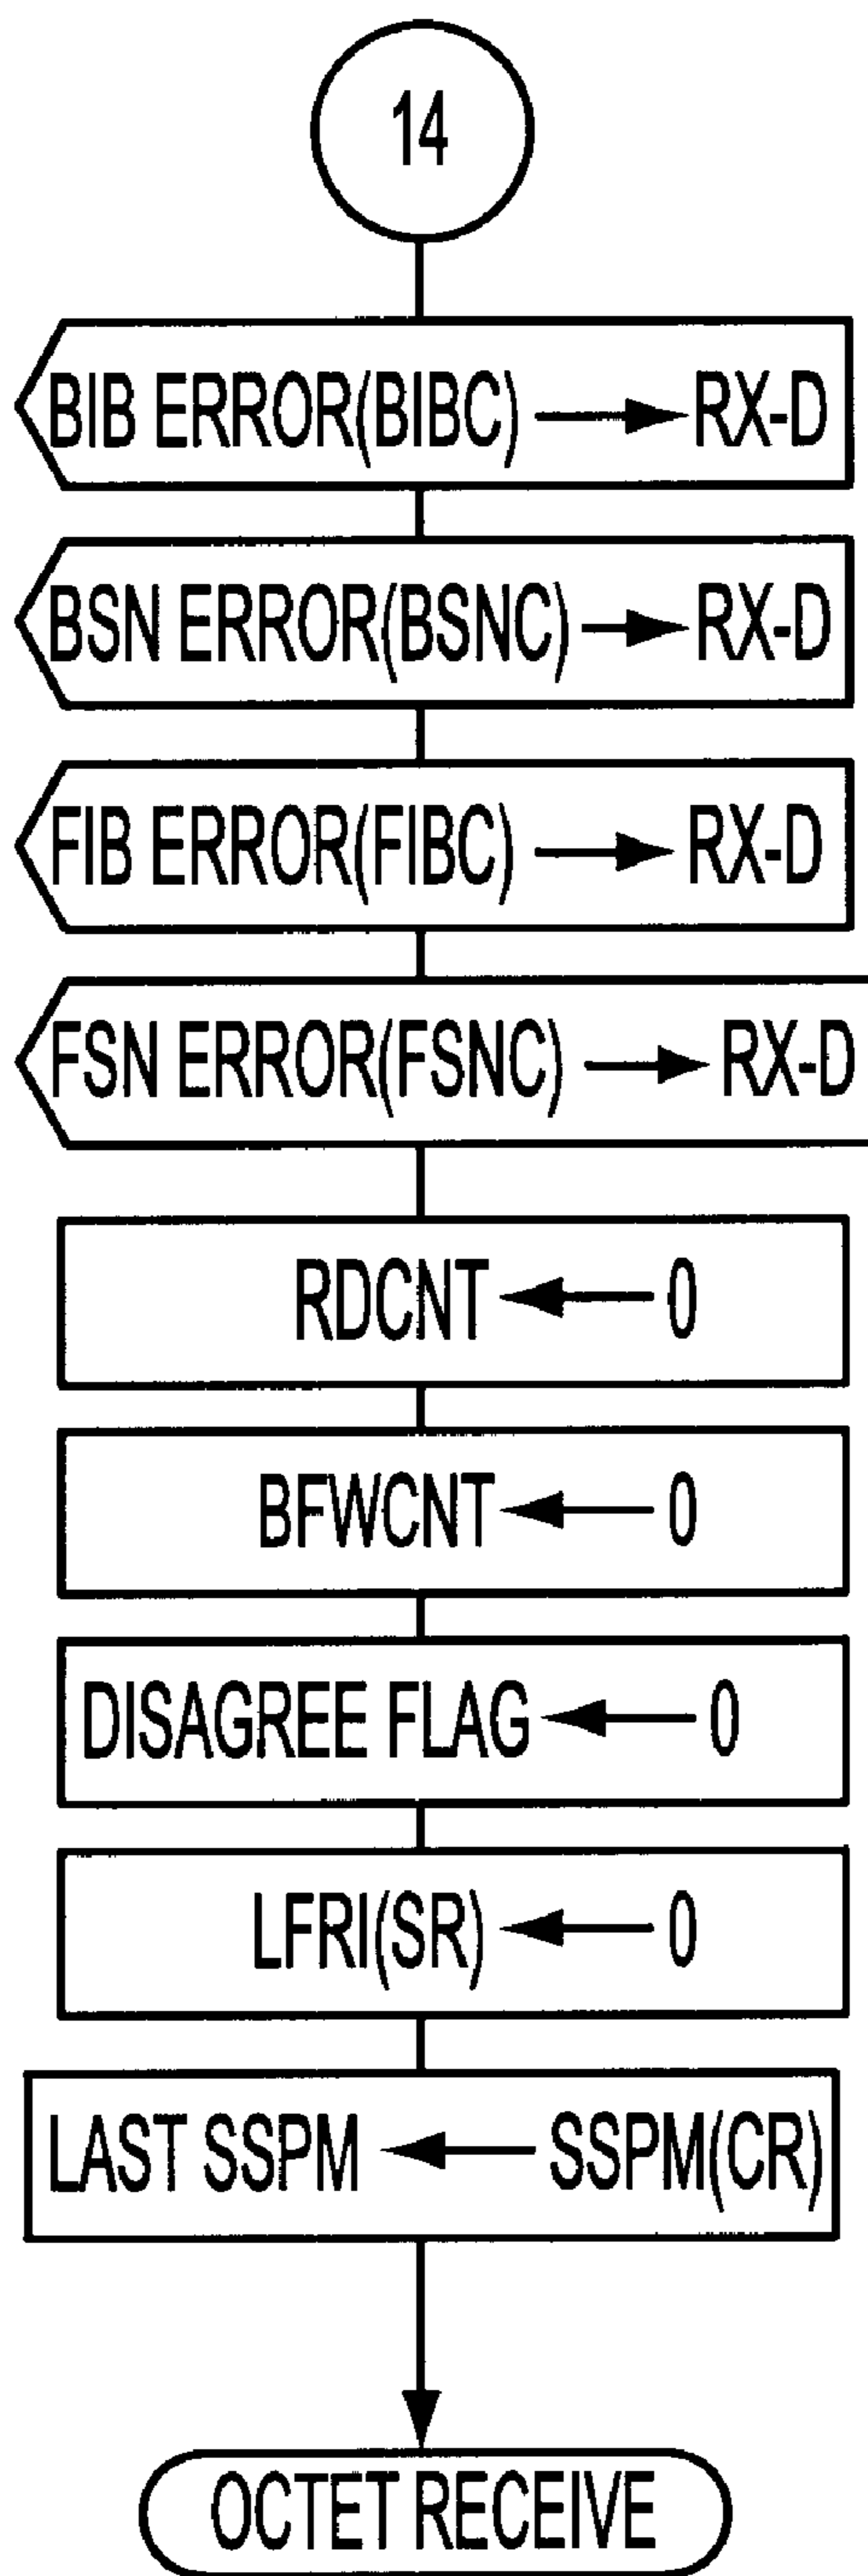 14
BIB ERROR(BIBC) → RX-D
BSN ERROR(BSNC) → RX-D
FIB ERROR(FIBC) → RX-D
FSN ERROR(FSNC) → RX-D
RDCNT ← 0
BFWCNT ← 0
DISAGREE FLAG ← 0
LFRI(SR) ← 0
LAST SSPM ← SSPM(CR)
OCTET RECEIVE